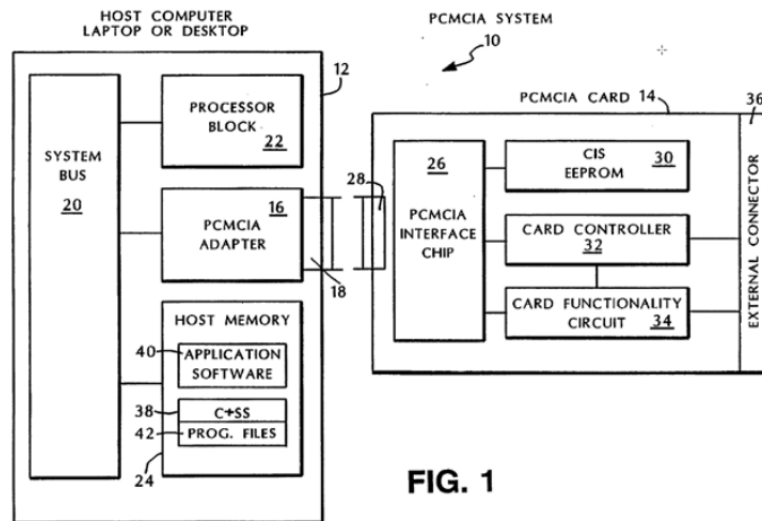 HOST COMPUTER
LAPTOP OR DESKTOP
PCMCIA SYSTEM
10
12
PROCESSOR
BLOCK
22
SYSTEM
BUS
20
16
PCMCIA
ADAPTER
18
HOST MEMORY
40
APPLICATION
SOFTWARE
38
C+SS
42
PROG. FILES
24
PCMCIA CARD 14
36
28
26
PCMCIA
INTERFACE
CHIP
CIS
EEPROM
30
CARD CONTROLLER
32
CARD FUNCTIONALITY
CIRCUIT
34
EXTERNAL CONNECTOR
FIG. 1